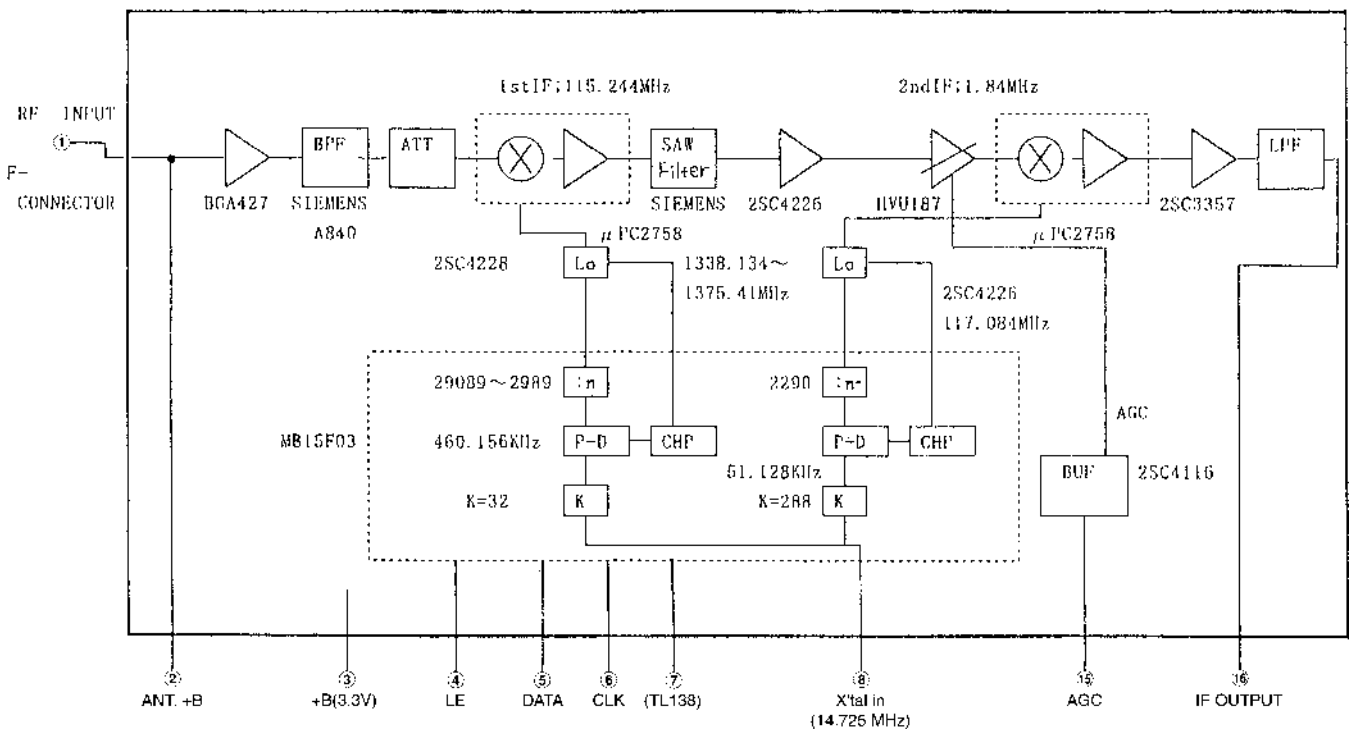 1stIF;115.244MHz
2ndIF;1.84MHz
RF INPUT
①
F-
CONNECTOR
BPF
ATT
SAW
Filter
LPF
BGA427
SIEMENS
A840
SIEMENS
2SC4226
HVU187
2SC3357
μPC2758
μPC2758
2SC4228
Lo
1338.134~
1375.41MHz
Lo
2SC4226
117.084MHz
29089~2989
:n
2290
:n
AGC
MB15F03
460.156KHz
P-D
CHP
P-D
CHP
51.128KHz
BUF
2SC4116
K=32
K
K=288
K
②
③
④
⑤
⑥
⑦
⑧
⑮
⑯
ANT. +B
+B(3.3V)
LE
DATA
CLK
(TL138)
X'tal in
(14.725 MHz)
AGC
IF OUTPUT